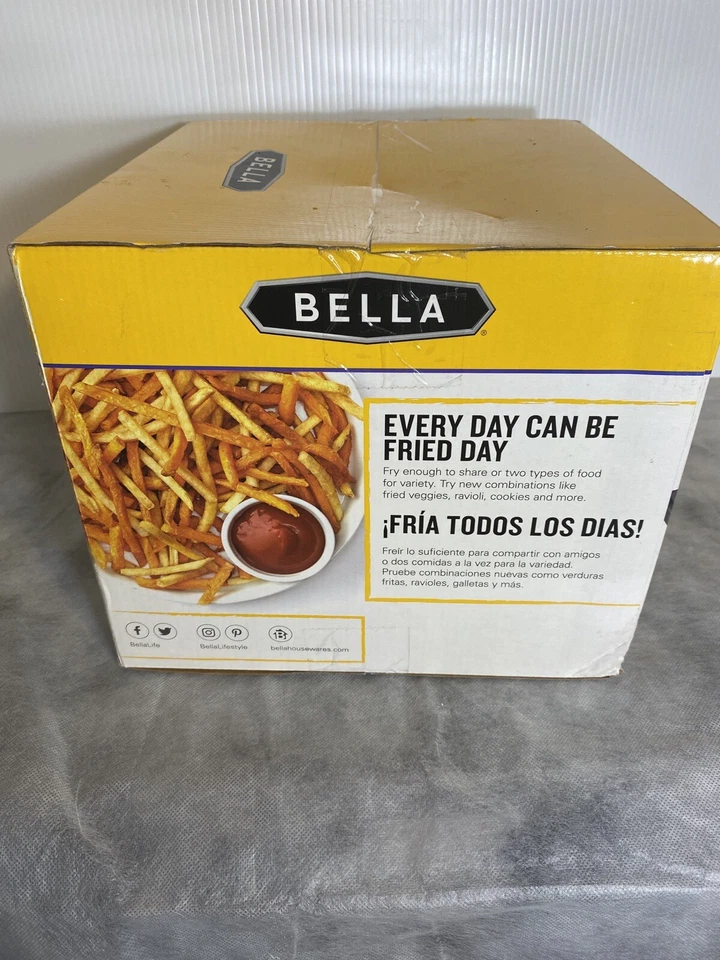 BELLA
BELLA
EVERY DAY CAN BE
FRIED DAY
Fry enough to share or two types of food
for variety. Try new combinations like
fried veggies, ravioli, cookies and more.
¡FRÍA TODOS LOS DIAS!
Freír lo suficiente para compartir con amigos
o dos comidas a la vez para la variedad.
Pruebe combinaciones nuevas como verduras
fritas, ravioles, galletas y más.
BellaLife
BellaLifestyle
bellahousewares.com